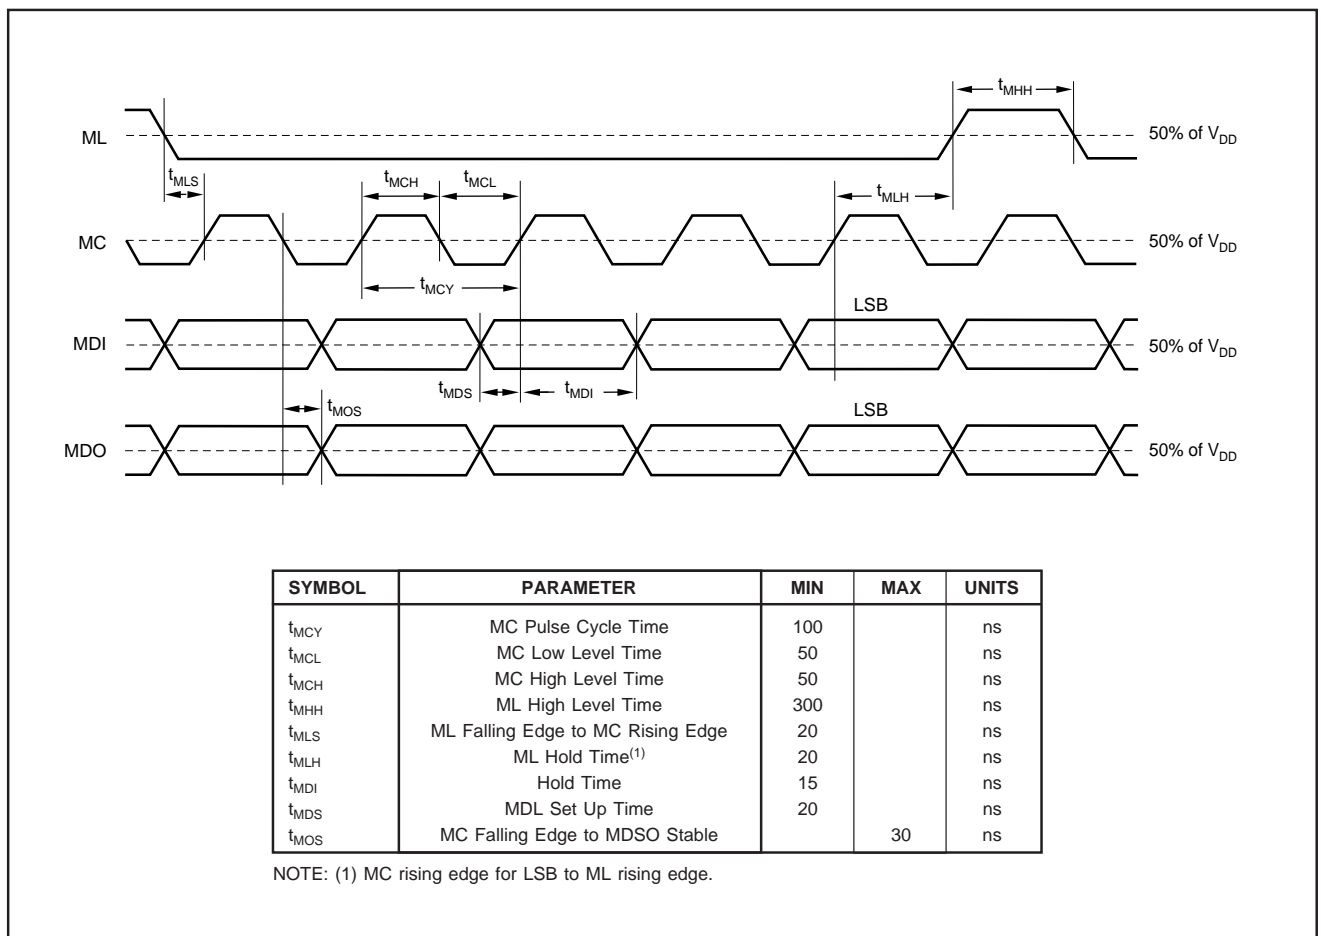 tMHH
ML
50% of VDD
tMLS
tMCH
tMCL
tMLH
MC
50% of VDD
tMCY
LSB
MDI
50% of VDD
tMDS
tMDI
tMOS
LSB
MDO
50% of VDD
SYMBOL PARAMETER MIN MAX UNITS
tMCY MC Pulse Cycle Time 100 ns
tMCL MC Low Level Time 50 ns
tMCH MC High Level Time 50 ns
tMHH ML High Level Time 300 ns
tMLS ML Falling Edge to MC Rising Edge 20 ns
tMLH ML Hold Time(1) 20 ns
tMDI Hold Time 15 ns
tMDS MDL Set Up Time 20 ns
tMOS MC Falling Edge to MDSO Stable 30 ns
NOTE: (1) MC rising edge for LSB to ML rising edge.